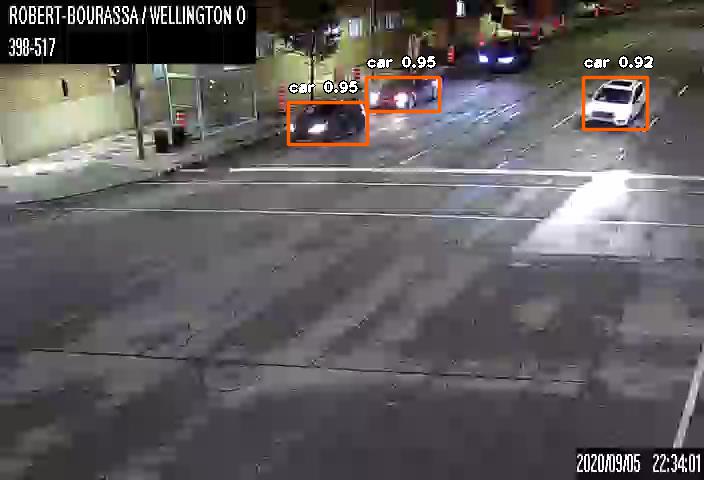 ROBERT-BOURASSA / WELLINGTON O
398-517
car 0.95
car 0.95
car 0.92
2020/09/05 22:34:01